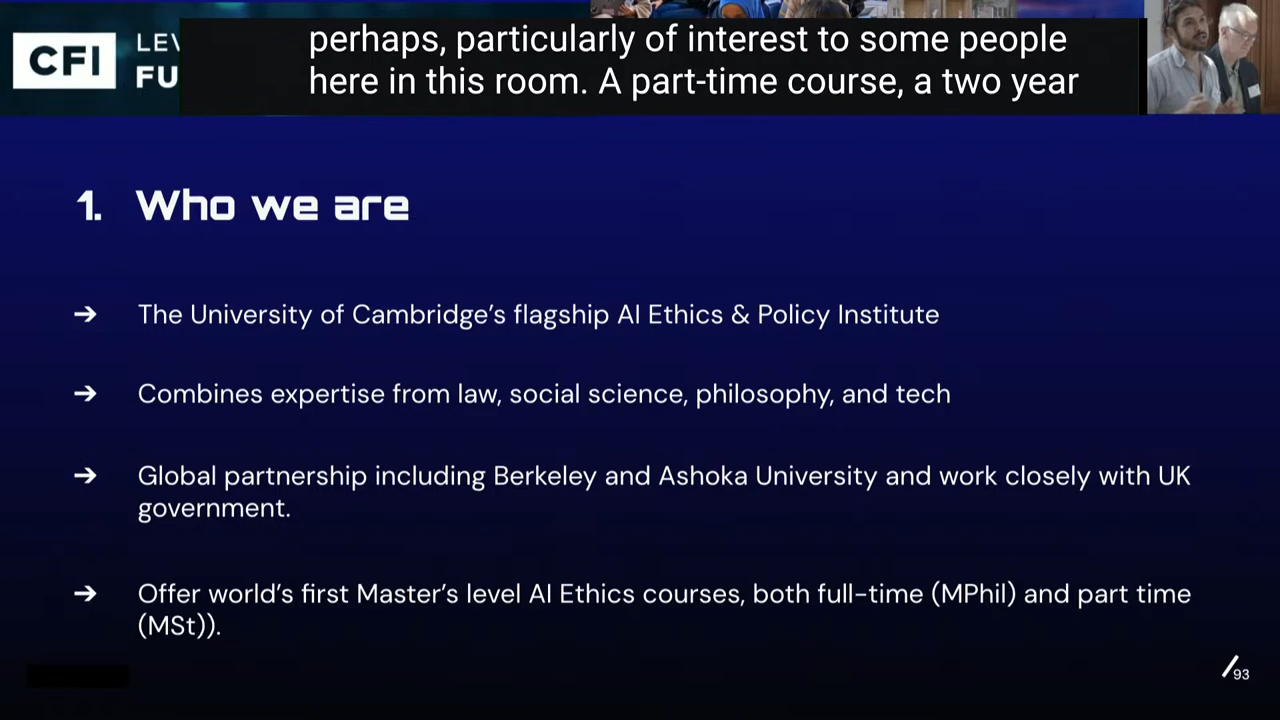 perhaps, particularly of interest to some people
here in this room. A part-time course, a two year
CFI
LEV
FU
1. Who we are
➔ The University of Cambridge's flagship AI Ethics & Policy Institute
➔ Combines expertise from law, social science, philosophy, and tech
➔ Global partnership including Berkeley and Ashoka University and work closely with UK
government.
➔ Offer world's first Master's level AI Ethics courses, both full-time (MPhil) and part time
(MSt)).
/93